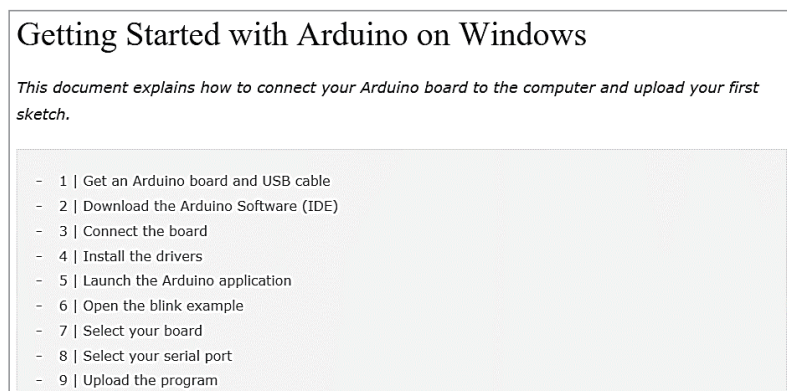 Getting Started with Arduino on Windows
This document explains how to connect your Arduino board to the computer and upload your first
sketch.
- 1 | Get an Arduino board and USB cable
- 2 | Download the Arduino Software (IDE)
- 3 | Connect the board
- 4 | Install the drivers
- 5 | Launch the Arduino application
- 6 | Open the blink example
- 7 | Select your board
- 8 | Select your serial port
- 9 | Upload the program